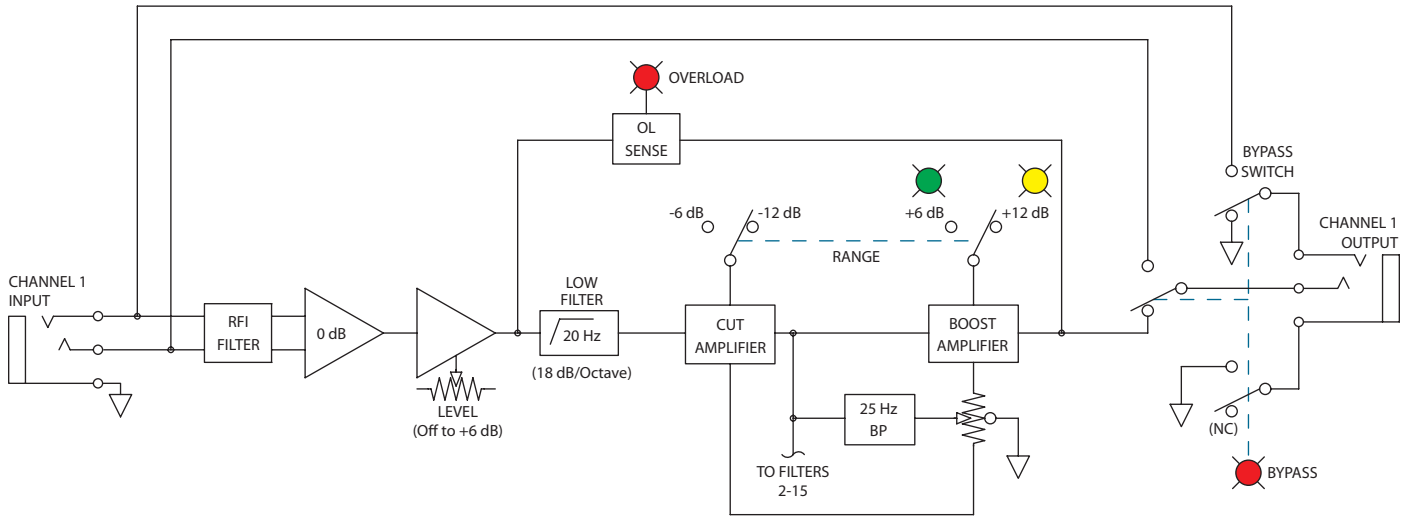 OVERLOAD
OL
SENSE
BYPASS
SWITCH
-6 dB
-12 dB
+6 dB
+12 dB
RANGE
CHANNEL 1
OUTPUT
CHANNEL 1
INPUT
RFI
FILTER
0 dB
LOW
FILTER
20 Hz
(18 dB/Octave)
CUT
AMPLIFIER
BOOST
AMPLIFIER
LEVEL
(Off to +6 dB)
25 Hz
BP
TO FILTERS
2-15
(NC)
BYPASS